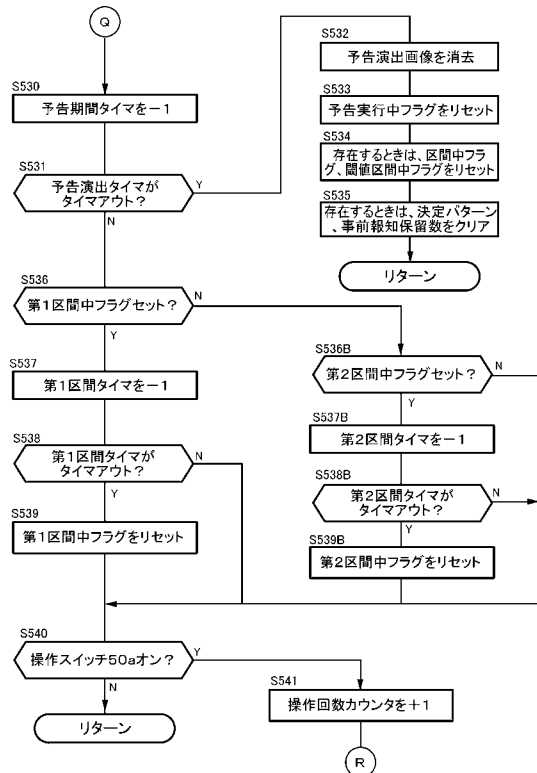 Q
S530
予告期間タイマを－1
S531
予告演出タイマが
タイムアウト？
Y
N
S532
予告演出画像を消去
S533
予告実行中フラグをリセット
S534
存在するときは、区間中フラ
グ、閾値区間中フラグをリセット
S535
存在するときは、決定パターン
、事前報知保留数をクリア
リターン
S536
第1区間中フラグセット？
N
Y
S537
第1区間タイマを－1
S538
第1区間タイマが
タイムアウト？
N
Y
S539
第1区間中フラグをリセット
S536B
第2区間中フラグセット？
N
Y
S537B
第2区間タイマを－1
S538B
第2区間タイマが
タイムアウト？
N
Y
S539B
第2区間中フラグをリセット
S540
操作スイッチ50aオン？
Y
N
リターン
S541
操作回数カウンタを＋1
R